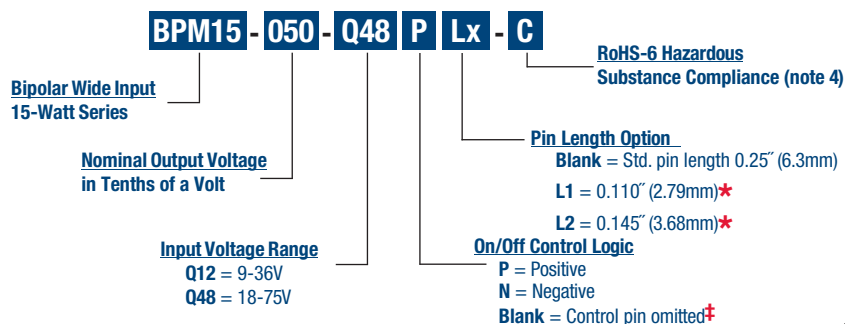 BPM15 - 050 - Q48 P Lx - C
RoHS-6 Hazardous
Substance Compliance (note 4)
Bipolar Wide Input
15-Watt Series
Pin Length Option
Blank = Std. pin length 0.25˝ (6.3mm)
L1 = 0.110˝ (2.79mm)*
L2 = 0.145˝ (3.68mm)*
Nominal Output Voltage
in Tenths of a Volt
Input Voltage Range
Q12 = 9-36V
Q48 = 18-75V
On/Off Control Logic
P = Positive
N = Negative
Blank = Control pin omitted‡